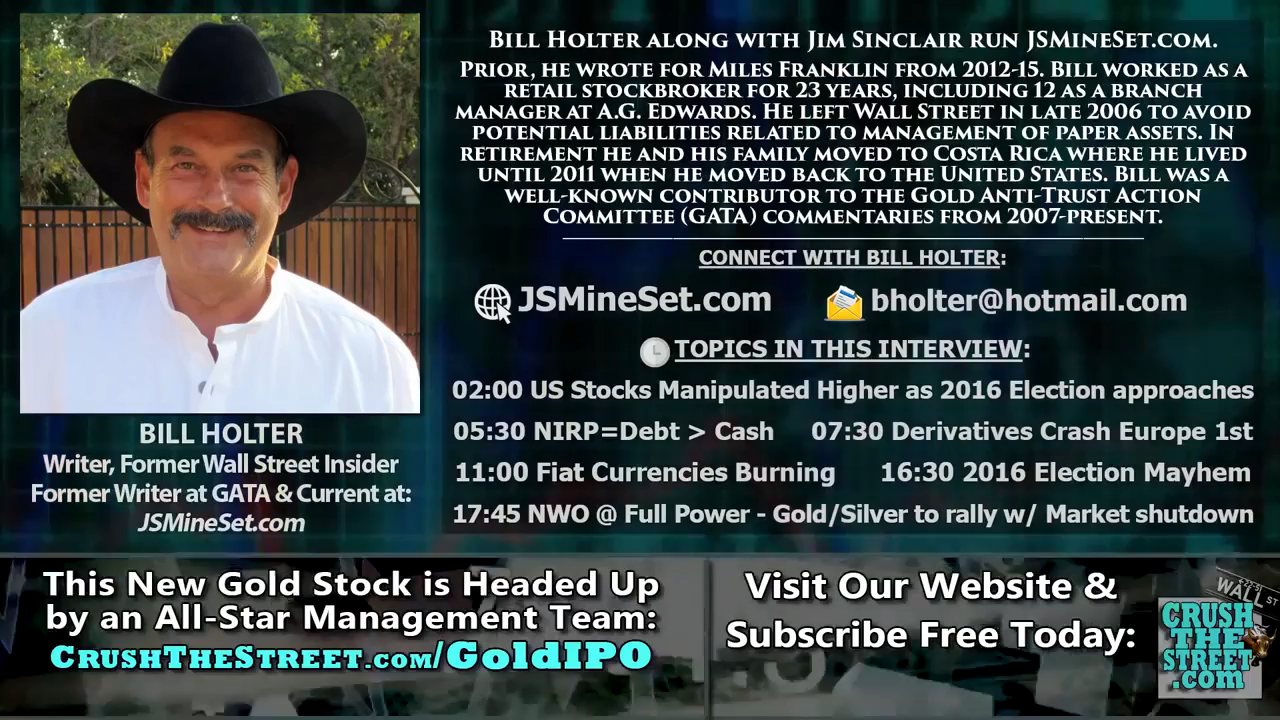 Bill Holter along with Jim Sinclair run JSMineSet.com.
Prior, he wrote for Miles Franklin from 2012-15. Bill worked as a
retail stockbroker for 23 years, including 12 as a branch
manager at A.G. Edwards. He left Wall Street in late 2006 to avoid
potential liabilities related to management of paper assets. In
retirement he and his family moved to Costa Rica where he lived
until 2011 when he moved back to the United States. Bill was a
well-known contributor to the Gold Anti-Trust Action
Committee (GATA) commentaries from 2007-present.
CONNECT WITH BILL HOLTER:
JSMineSet.com bholter@hotmail.com
TOPICS IN THIS INTERVIEW:
02:00 US Stocks Manipulated Higher as 2016 Election approaches
05:30 NIRP=Debt > Cash 07:30 Derivatives Crash Europe 1st
11:00 Fiat Currencies Burning 16:30 2016 Election Mayhem
17:45 NWO @ Full Power - Gold/Silver to rally w/ Market shutdown
BILL HOLTER
Writer, Former Wall Street Insider
Former Writer at GATA & Current at:
JSMineSet.com
This New Gold Stock is Headed Up
by an All-Star Management Team:
CrushTheStreet.com/GoldIPO
Visit Our Website &
Subscribe Free Today:
WALL ST
CRUSH
THE
STREET
.com